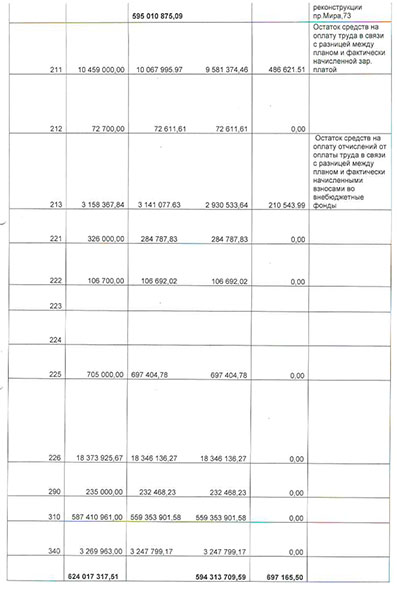 реконструкции
595 010 875,09 пр.Мира,73
Остаток средств на
оплату труда в связи
с разницей между
планом и фактически
начисленной зар.
211 10 459 000,00 10 067 995.97 9 581 374,46 486 621.51 платой
212 72 700,00 72 611,61 72 611,61 0,00
Остаток средств на
оплату отчислений от
оплаты труда в связи
с разницей между
планом и фактически
начисленными
взносами во
внебюджетные
213 3 158 367,84 3 141 077.63 2 930 533,64 210 543.99 фонды
221 326 000,00 284 787,83 284 787,83 0,00
222 106 700,00 106 692,02 106 692,02 0,00
223
224
225 705 000,00 697 404,78 697 404,78 0,00
226 18 373 925,67 18 346 136,27 18 346 136,27 0,00
290 235 000,00 232 468,23 232 468,23 0,00
310 587 410 961,00 559 353 901,58 559 353 901,58 0,00
340 3 269 963,00 3 247 799,17 3 247 799,17 0,00
624 017 317,51 594 313 709,59 697 165,50